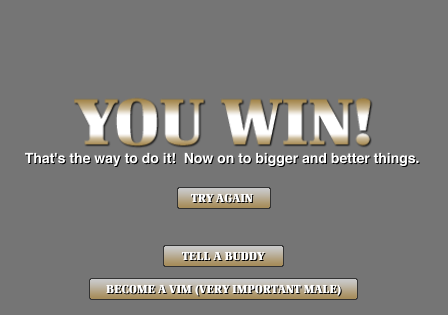 YOU WIN!
That's the way to do it! Now on to bigger and better things.
TRY AGAIN
TELL A BUDDY
BECOME A VIM (VERY IMPORTANT MALE)